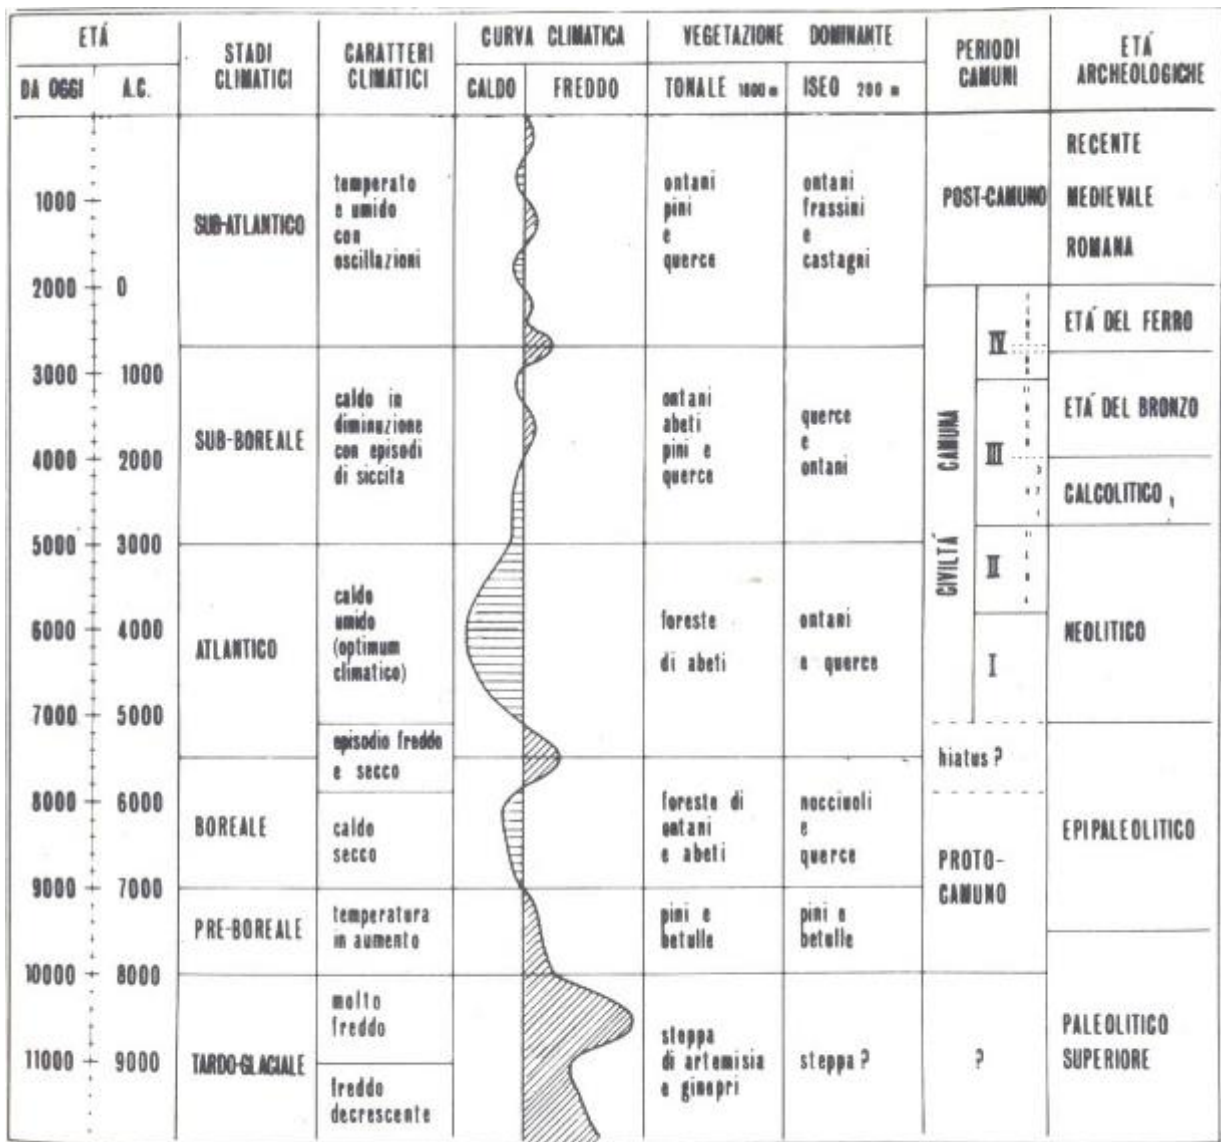 ETÁ
DA OGGI
A.C.
STADI
CLIMATICI
CARATTERI
CLIMATICI
CURVA CLIMATICA
CALDO
FREDDO
VEGETAZIONE DOMINANTE
TONALE 1800 m
ISEO 200 m
PERIODI
CAMUNI
ETÁ
ARCHEOLOGICHE
1000
2000
3000
4000
5000
6000
7000
8000
9000
10000
11000
0
1000
2000
3000
4000
5000
6000
7000
8000
9000
SUB-ATLANTICO
SUB-BOREALE
ATLANTICO
BOREALE
PRE-BOREALE
TARDO-GLACIALE
temperato
e umido
con
oscillazioni
caldo in
diminuzione
con episodi
di siccita
caldo
umido
(optimum
climatico)
episodio freddo
e secco
caldo
secco
temperatura
in aumento
molto
freddo
freddo
decrescente
ontani
pini
e
querce
ontani
abeti
pini e
querce
foreste
di abeti
foreste di
ontani
e abeti
pini e
betulle
steppa
di artemisia
e ginepri
ontani
frassini
e
castagni
querce
e
ontani
ontani
e querce
nocciuoli
e
querce
pini e
betulle
steppa ?
POST-CAMUNO
CIVILTÁ CAMUNA
IV
III
II
I
hiatus ?
PROTO-
CAMUNO
?
RECENTE
MEDIEVALE
ROMANA
ETÁ DEL FERRO
ETÁ DEL BRONZO
CALCOLITICO
NEOLITICO
EPIPALEOLITICO
PALEOLITICO
SUPERIORE